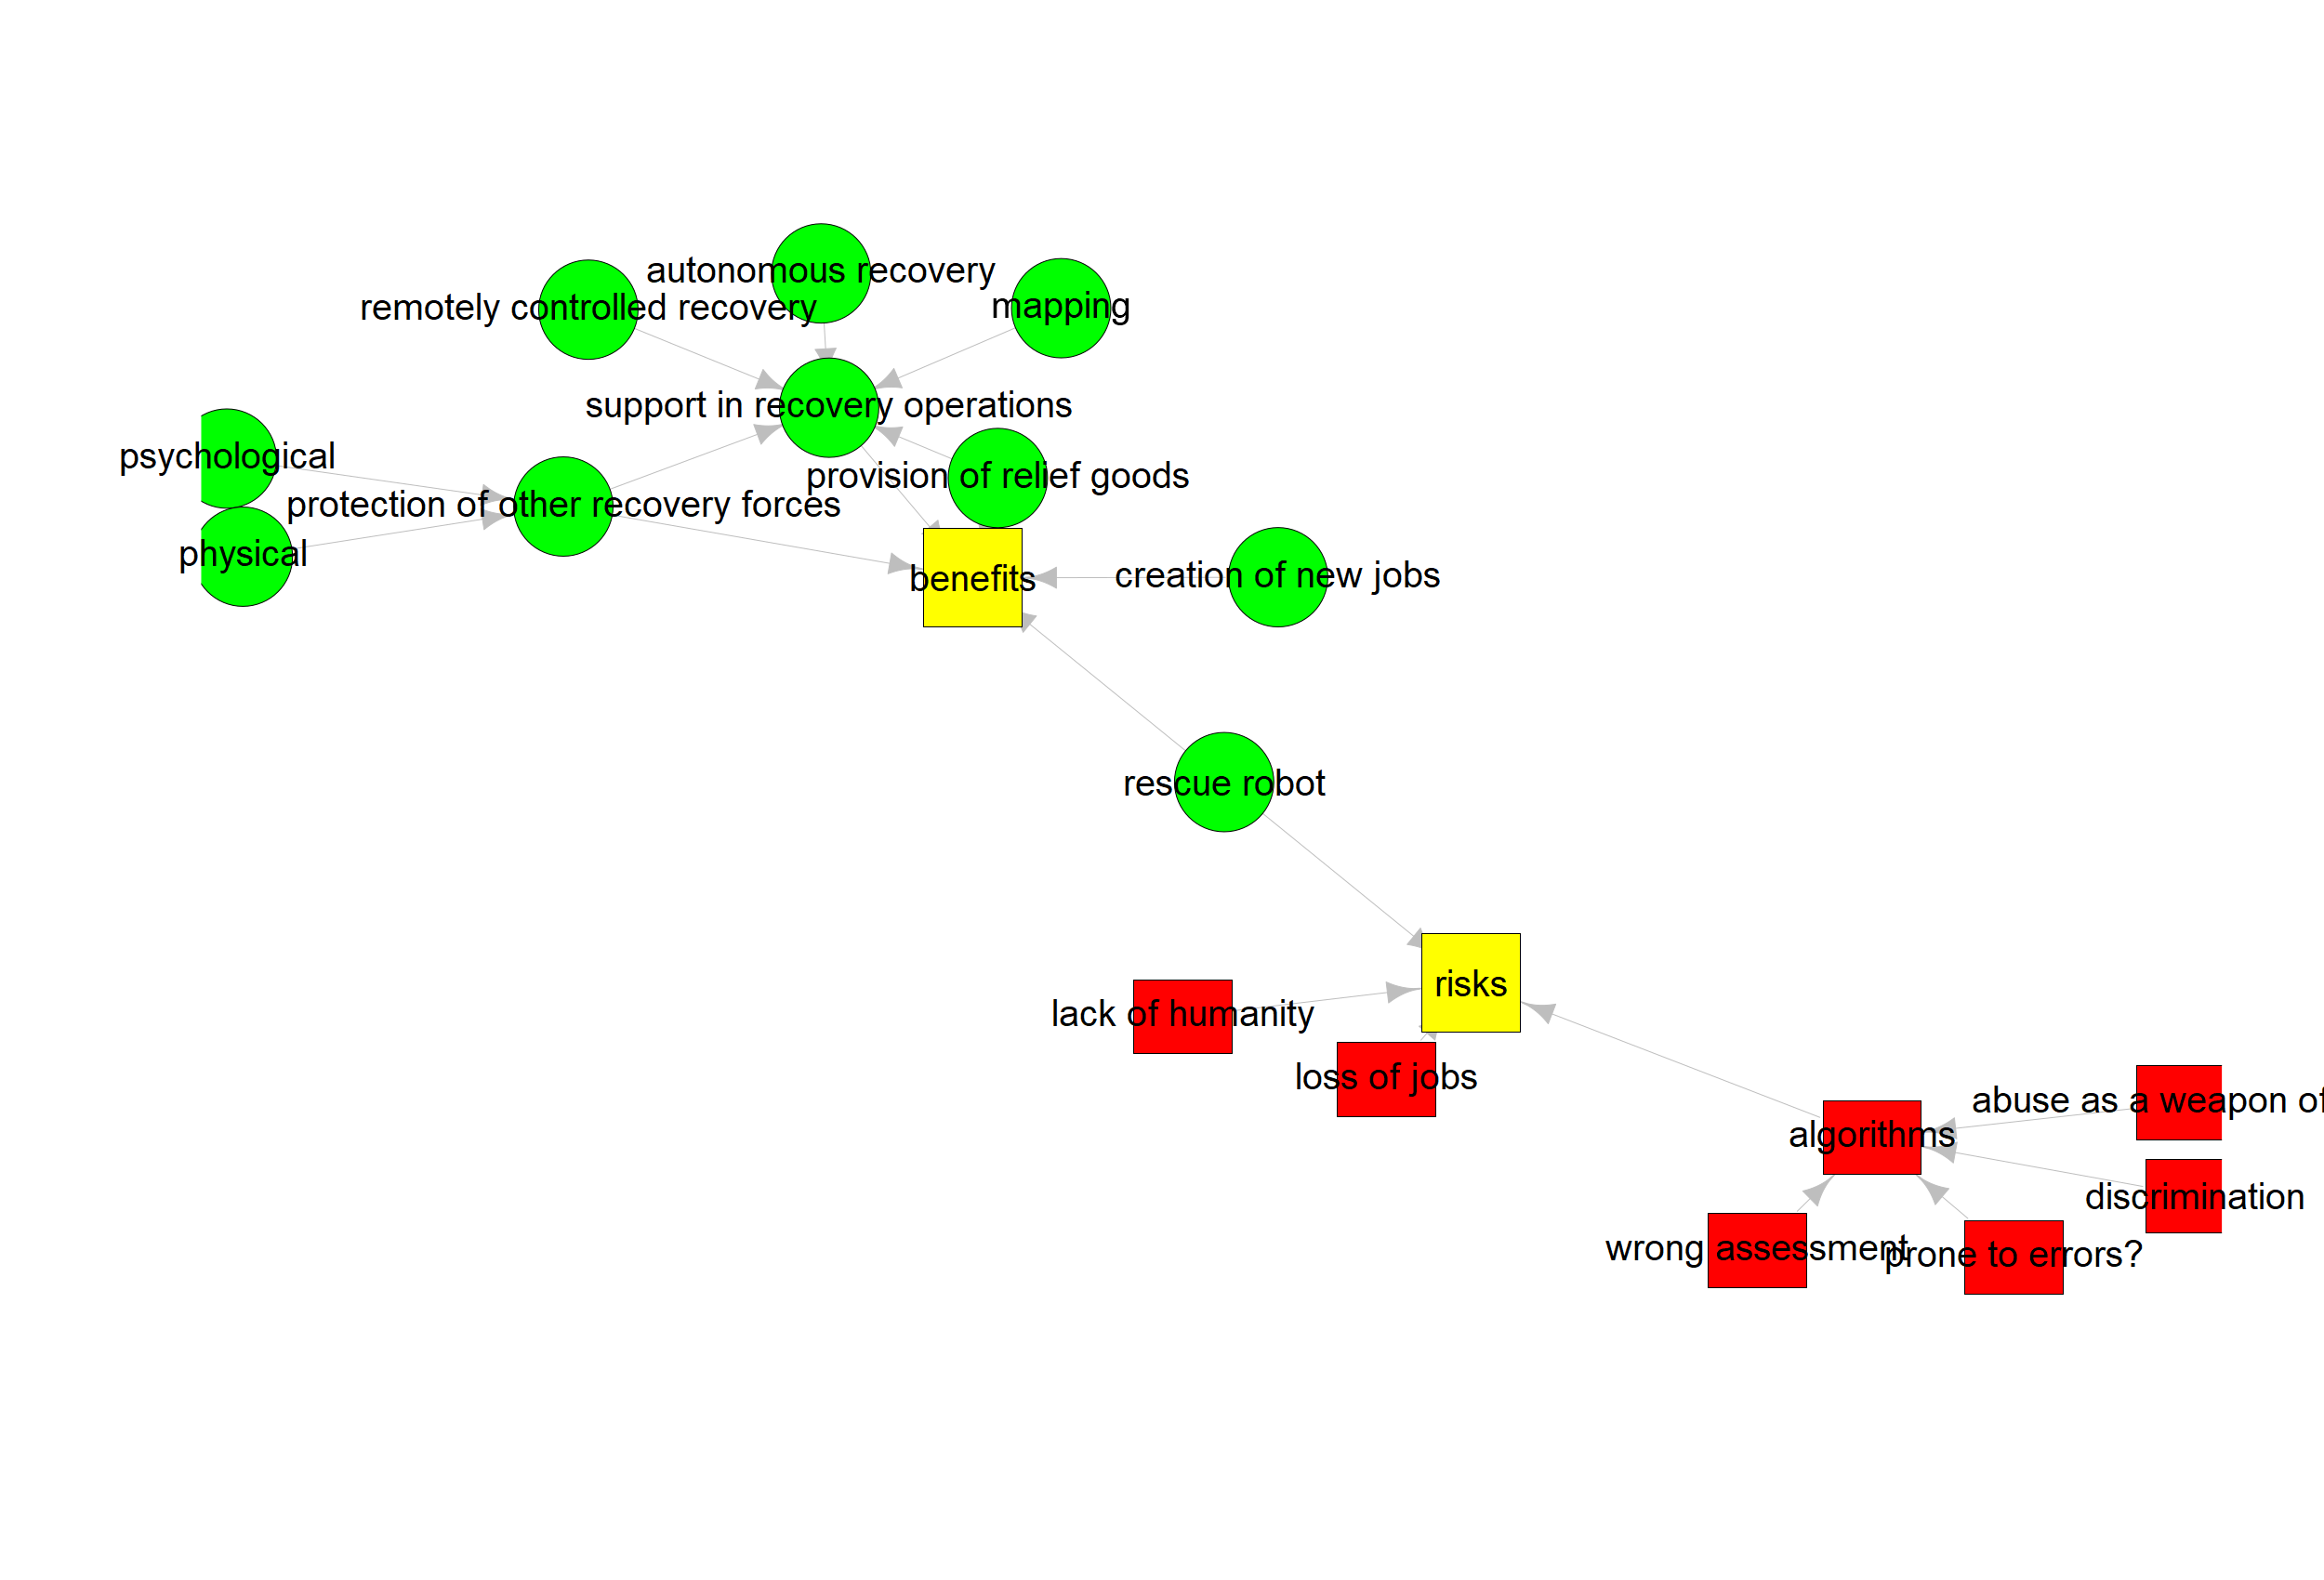 autonomous recovery
remotely controlled recovery
mapping
support in recovery operations
psychological
provision of relief goods
protection of other recovery forces
physical
benefits
creation of new jobs
rescue robot
risks
lack of humanity
loss of jobs
abuse as a weapon of
algorithms
discrimination
wrong assessment
prone to errors?